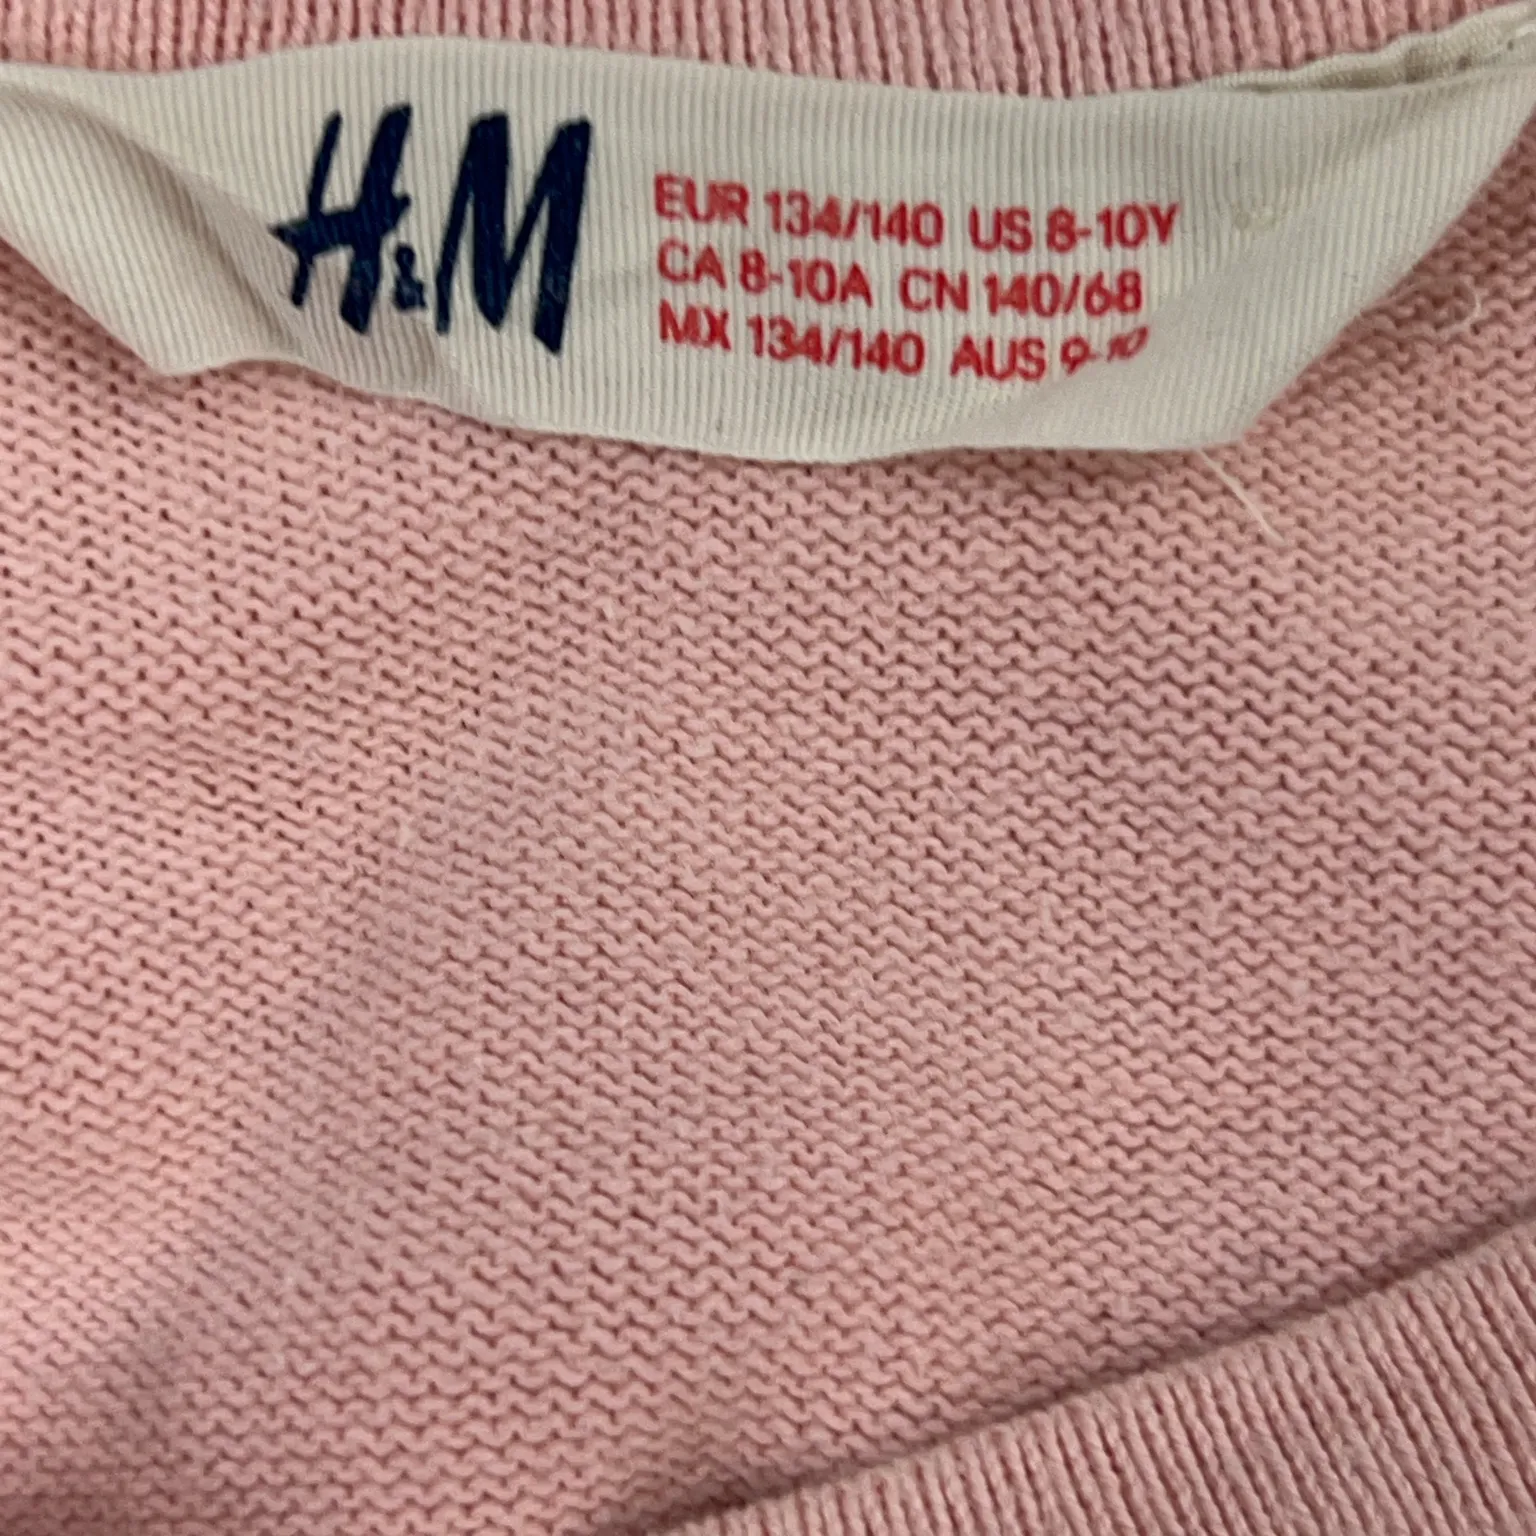 H&M
EUR 134/140 US 8-10Y
CA 8-10A CN 140/68
MX 134/140 AUS 9-10